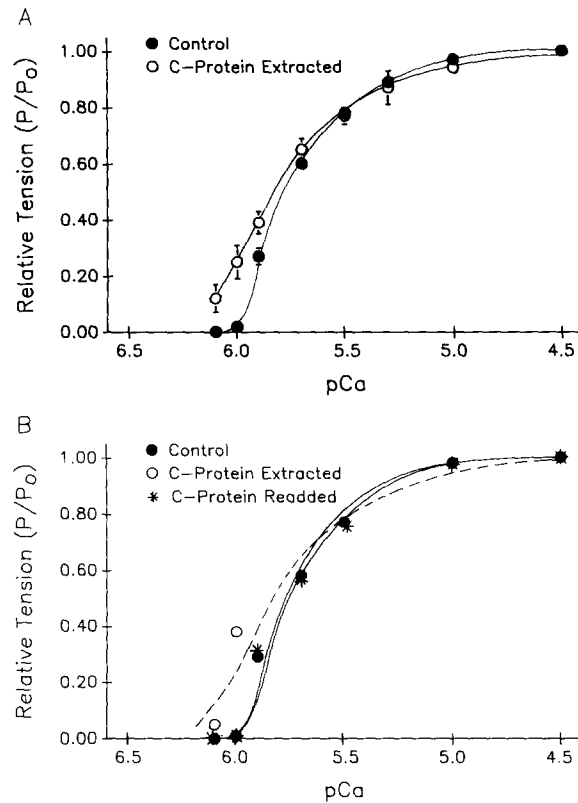 A
Control
C-Protein Extracted
1.00
0.80
0.60
0.40
0.20
0.00
Relative Tension (P/Po)
6.5 6.0 5.5 5.0 4.5
pCa
B
Control
C-Protein Extracted
C-Protein Readded
1.00
0.80
0.60
0.40
0.20
0.00
Relative Tension (P/Po)
6.5 6.0 5.5 5.0 4.5
pCa